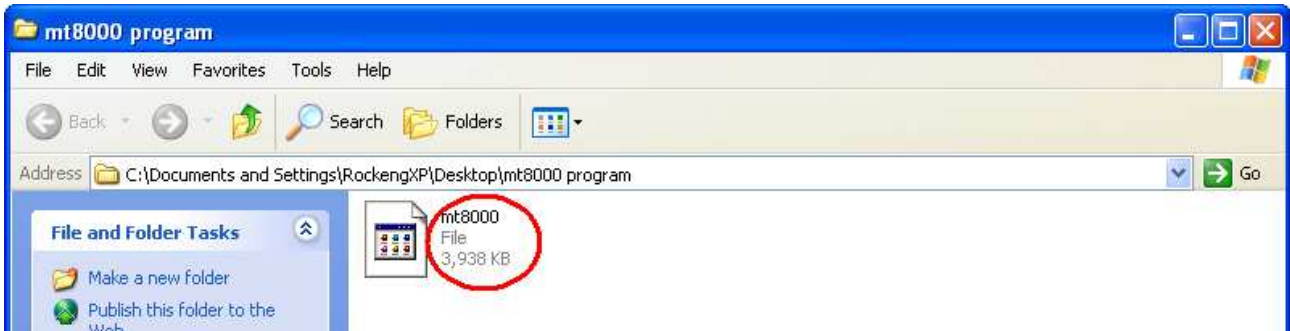 mt8000 program
File Edit View Favorites Tools Help
Back Search Folders
Address C:\Documents and Settings\RockengXP\Desktop\mt8000 program Go
File and Folder Tasks
Make a new folder
Publish this folder to the
Web
mt8000
File
3,938 KB